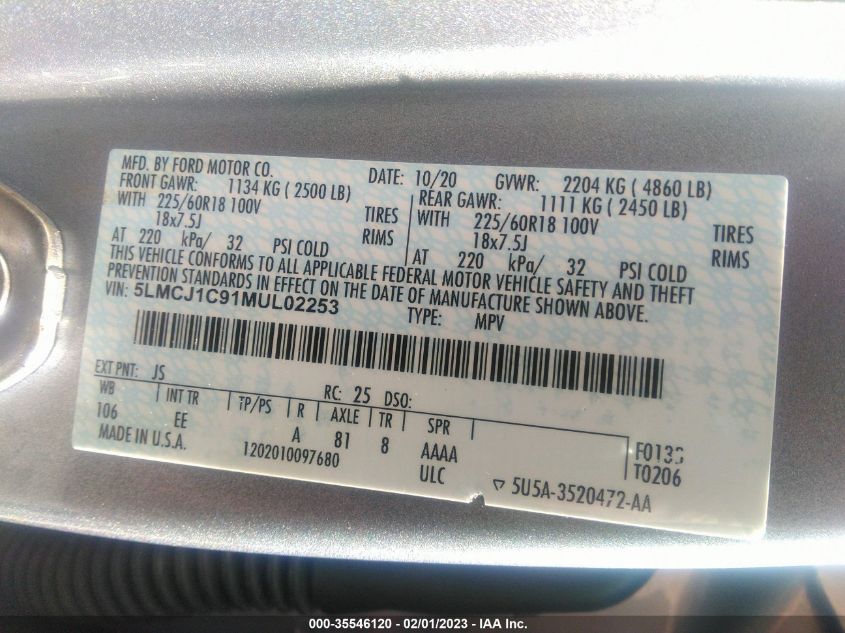 MFD. BY FORD MOTOR CO. DATE: 10/20 GVWR: 2204 KG ( 4860 LB)
FRONT GAWR: 1134 KG ( 2500 LB) REAR GAWR: 1111 KG ( 2450 LB)
WITH 225/60R18 100V TIRES WITH 225/60R18 100V TIRES
18x7.5J RIMS 18x7.5J RIMS
AT 220 kPa/ 32 PSI COLD AT 220 kPa/ 32 PSI COLD
THIS VEHICLE CONFORMS TO ALL APPLICABLE FEDERAL MOTOR VEHICLE SAFETY AND THEFT
PREVENTION STANDARDS IN EFFECT ON THE DATE OF MANUFACTURE SHOWN ABOVE.
VIN: 5LMCJ1C91MUL02253 TYPE: MPV
EXT PNT: JS RC: 25 DSO:
WB INT TR TP/PS R AXLE TR SPR
106 EE A 81 8 AAAA F0133
MADE IN U.S.A. 1202010097680 ULC T0206
5U5A-3520472-AA
000-35546120 - 02/01/2023 - IAA Inc.